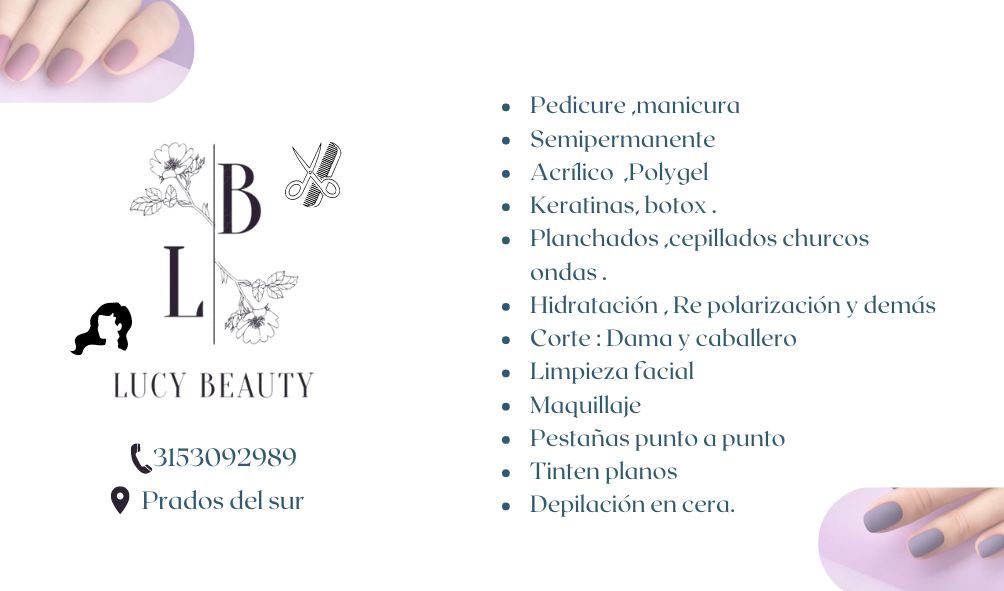 B
L
LUCY BEAUTY
3153092989
Prados del sur
Pedicure ,manicura
Semipermanente
Acrílico ,Polygel
Keratinas, botox .
Planchados ,cepillados churcos
ondas .
Hidratación , Re polarización y demás
Corte : Dama y caballero
Limpieza facial
Maquillaje
Pestañas punto a punto
Tinten planos
Depilación en cera.